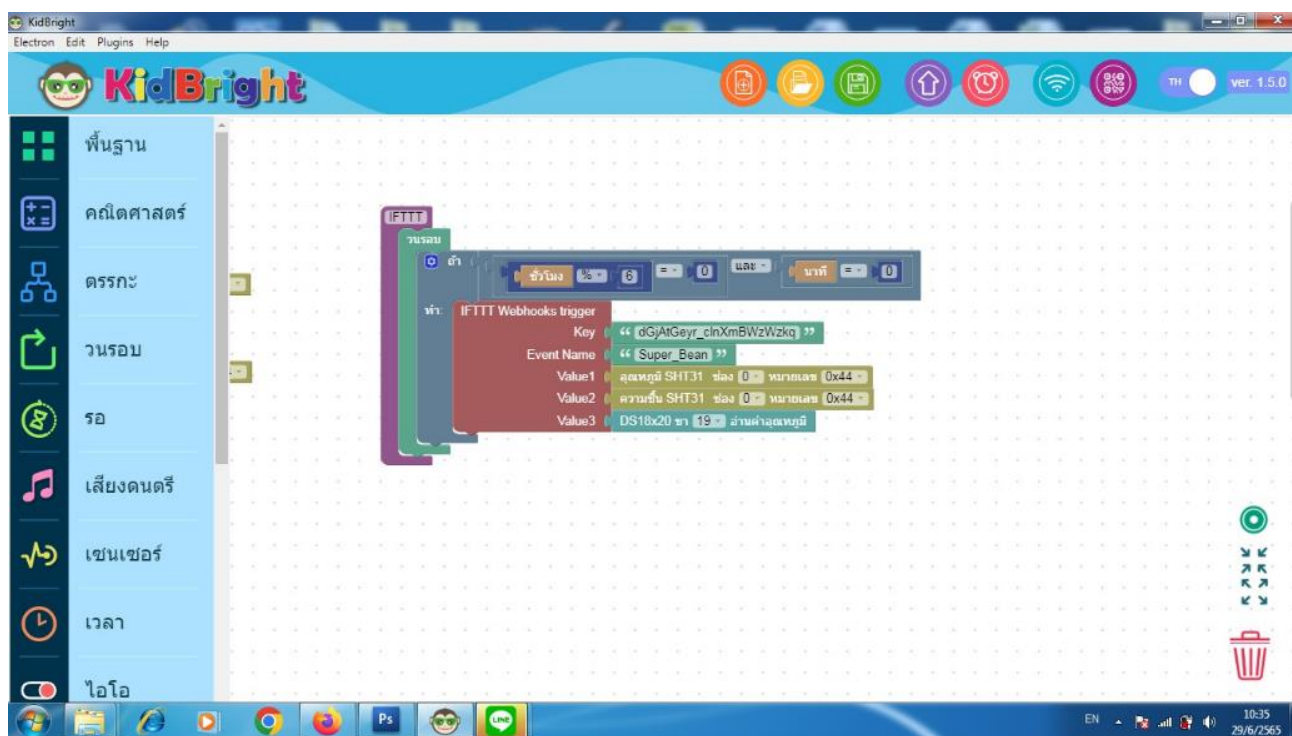 KidBright
Electron Edit Plugins Help
KidBright
TH
ver. 1.5.0
พื้นฐาน
คณิตศาสตร์
ตรรกะ
วนรอบ
รอ
เสียงดนตรี
เซนเซอร์
เวลา
ไอโอ
IFTTT
วนรอบ
ถ้า ชั่วโมง % 6 = 0 และ นาที = 0
ทำ: IFTTT Webhooks trigger
Key “ dGjAtGeyr_clnXmBWzWzkq ”
Event Name “ Super_Bean ”
Value1 อุณหภูมิ SHT31 ช่อง 0 หมายเลข 0x44
Value2 ความชื้น SHT31 ช่อง 0 หมายเลข 0x44
Value3 DS18x20 ขา 19 อ่านค่าอุณหภูมิ
Ps
LINE
EN
10:35
29/6/2565